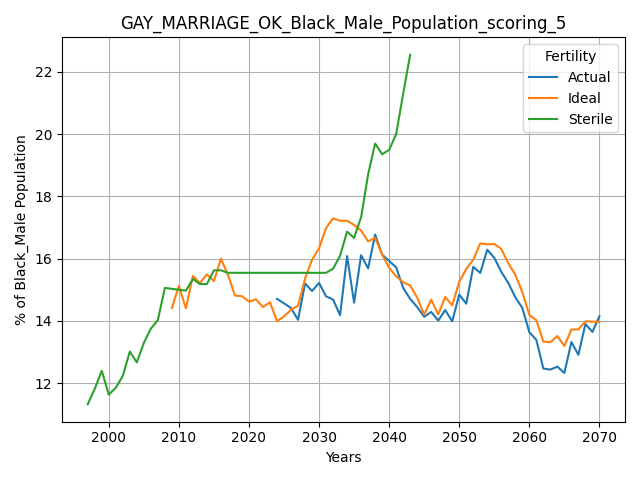 GAY_MARRIAGE_OK_Black_Male_Population_scoring_5
% of Black_Male Population
22
20
18
16
14
12
Fertility
Actual
Ideal
Sterile
2000 2010 2020 2030 2040 2050 2060 2070
Years